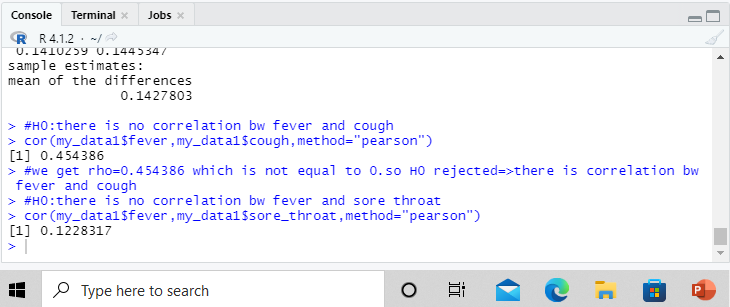 Console Terminal Jobs
R 4.1.2 · ~/
0.1410259 0.1445347
sample estimates:
mean of the differences
0.1427803
> #H0:there is no correlation bw fever and cough
> cor(my_data1$fever,my_data1$cough,method="pearson")
[1] 0.454386
> #we get rho=0.454386 which is not equal to 0.so H0 rejected=>there is correlation bw
fever and cough
> #H0:there is no correlation bw fever and sore throat
> cor(my_data1$fever,my_data1$sore_throat,method="pearson")
[1] 0.1228317
>
Type here to search